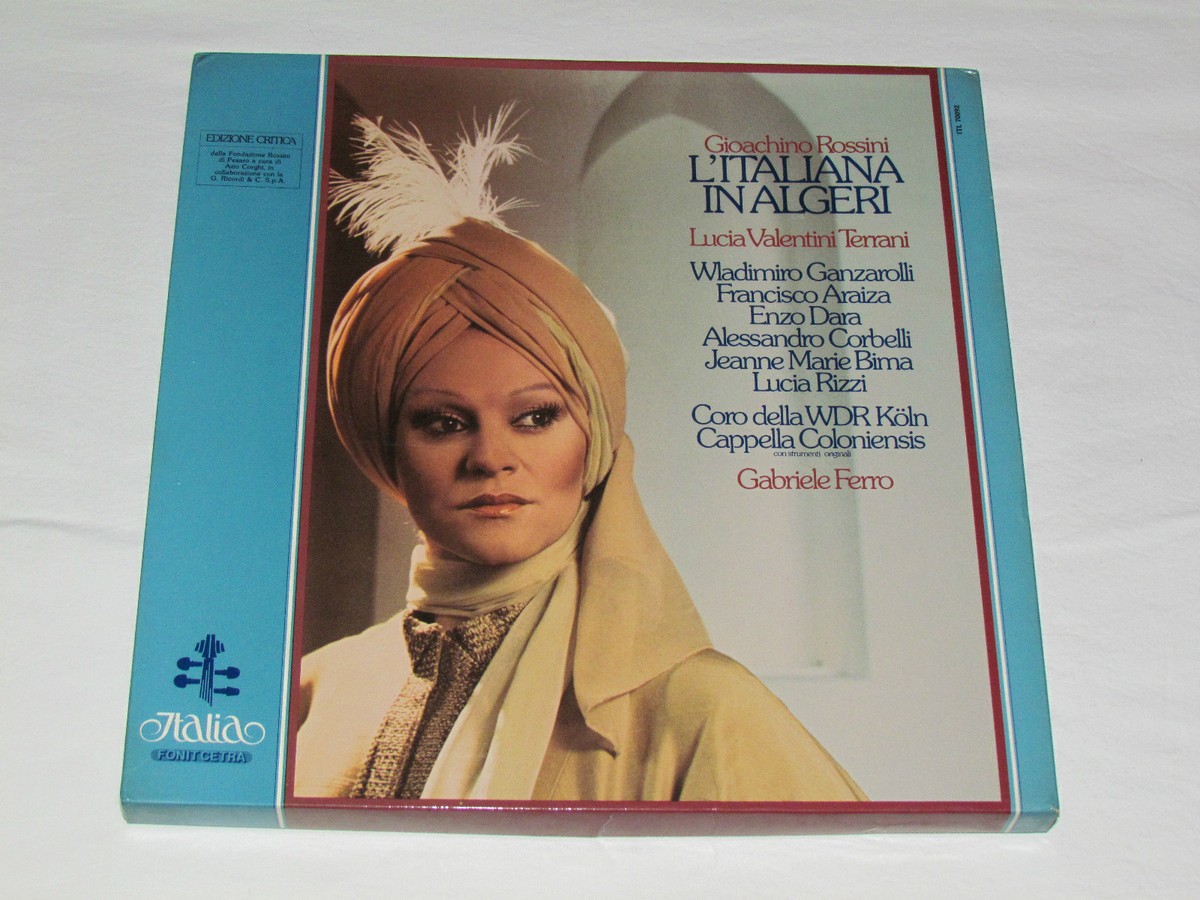 EDIZIONE CRITICA
della Fondazione Rossini
di Pesaro a cura di
Azio Corghi, in
collaborazione con la
G. Ricordi & C. S.p.A.
Gioachino Rossini
L'ITALIANA
IN ALGERI
Lucia Valentini Terrani
Wladimiro Ganzarolli
Francisco Araiza
Enzo Dara
Alessandro Corbelli
Jeanne Marie Bima
Lucia Rizzi
Coro della WDR Köln
Cappella Coloniensis
con strumenti originali
Gabriele Ferro
ITL 70092
Italia
FONIT CETRA